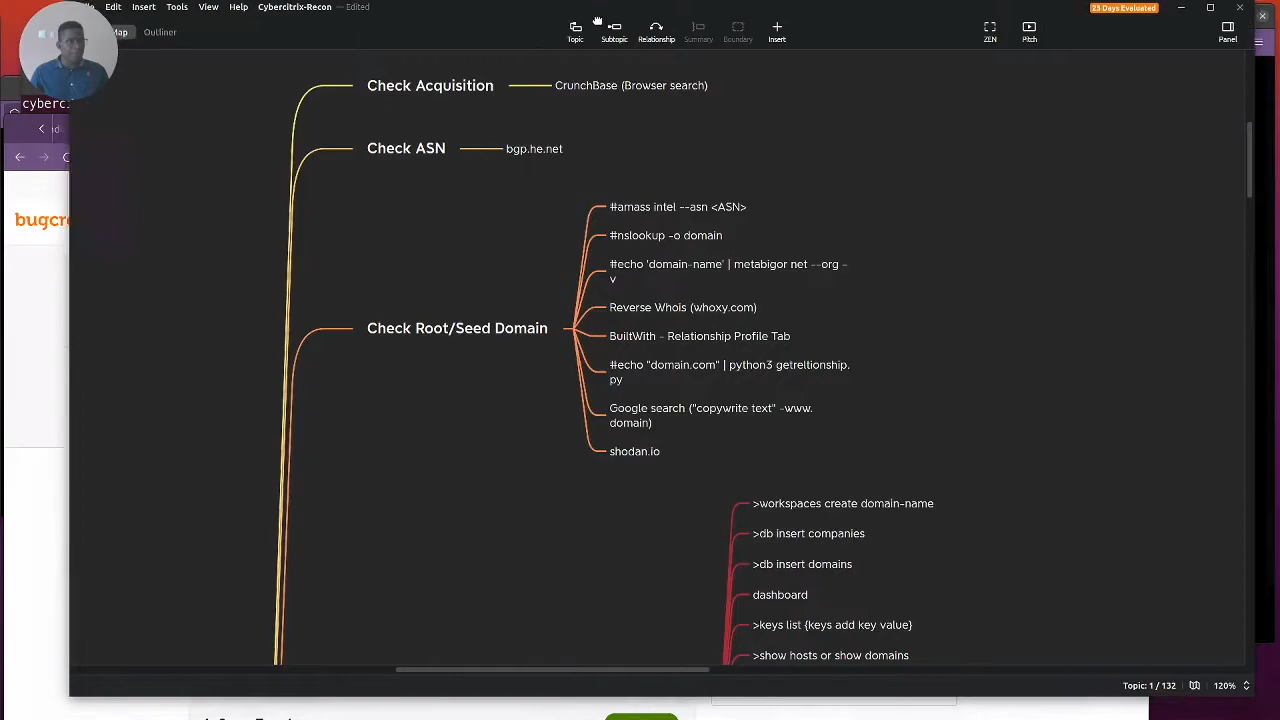 Edit Insert Tools View Help Cybercitrix-Recon — Edited
23 Days Evaluated
Map Outliner
Topic Subtopic Relationship Summary Boundary Insert ZEN Pitch Panel
Check Acquisition
CrunchBase (Browser search)
Check ASN
bgp.he.net
Check Root/Seed Domain
#amass intel --asn <ASN>
#nslookup -o domain
#echo 'domain-name' | metabigor net --org -
v
Reverse Whois (whoxy.com)
BuiltWith - Relationship Profile Tab
#echo "domain.com" | python3 getreltionship.
py
Google search ("copywrite text" -www.
domain)
shodan.io
>workspaces create domain-name
>db insert companies
>db insert domains
dashboard
>keys list {keys add key value}
>show hosts or show domains
Topic: 1 / 132
120%
cyberc
bugcr